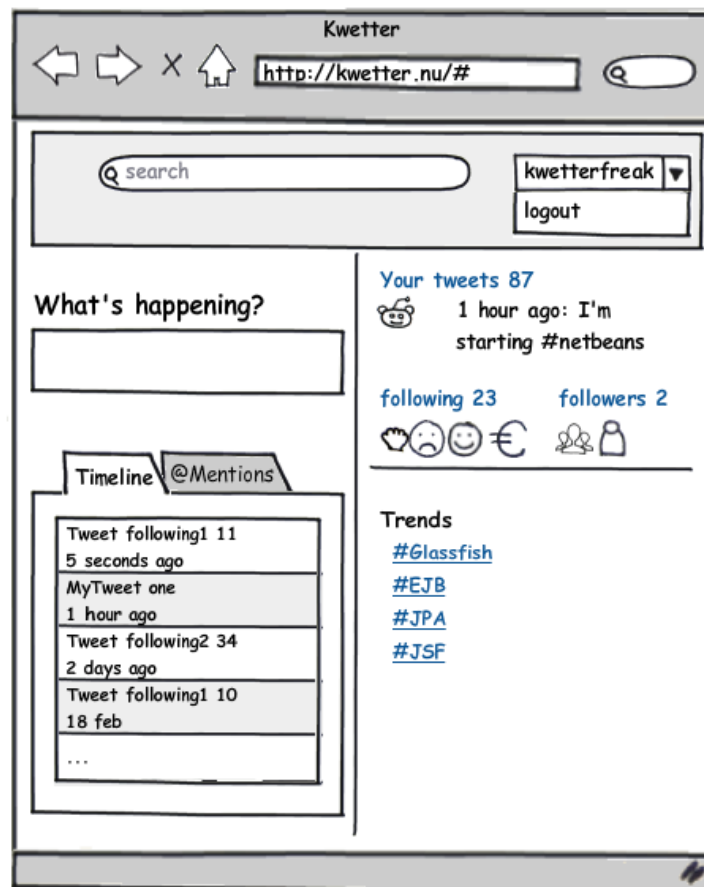 Kwetter
http://kwetter.nu/#
search
kwetterfreak
logout
What's happening?
Timeline
@Mentions
Tweet following1 11
5 seconds ago
MyTweet one
1 hour ago
Tweet following2 34
2 days ago
Tweet following1 10
18 feb
...
Your tweets 87
1 hour ago: I'm
starting #netbeans
following 23
followers 2
Trends
#Glassfish
#EJB
#JPA
#JSF